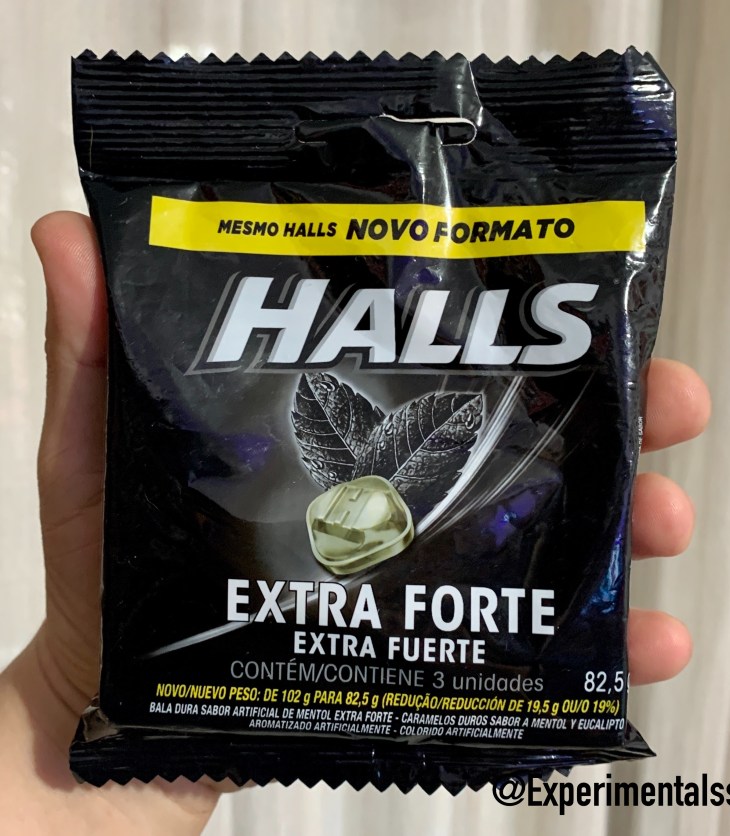 MESMO HALLS NOVO FORMATO
HALLS
H
EXTRA FORTE
EXTRA FUERTE
CONTÉM/CONTIENE 3 unidades 82,5
NOVO/NUEVO PESO: DE 102 g PARA 82,5 g (REDUÇÃO/REDUCCIÓN DE 19,5 g OU/O 19%)
BALA DURA SABOR ARTIFICIAL DE MENTOL EXTRA FORTE - CARAMELOS DUROS SABOR A MENTOL Y EUCALIPTO
AROMATIZADO ARTIFICIALMENTE - COLORIDO ARTIFICIALMENTE
@Experimentalss